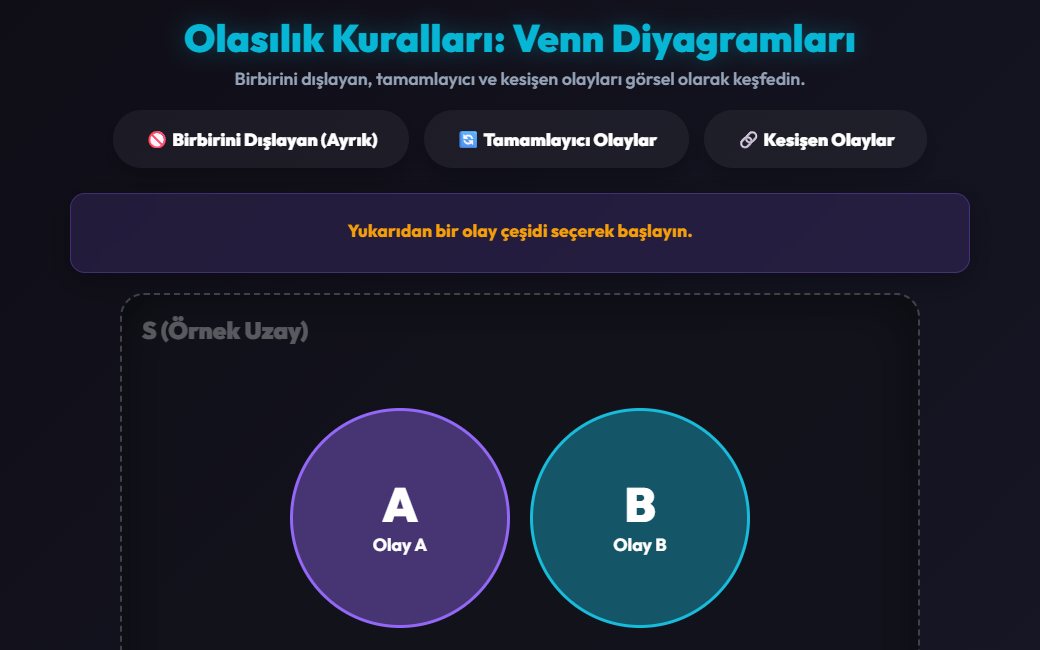 Olasılık Kuralları: Venn Diyagramları
Birbirini dışlayan, tamamlayıcı ve kesişen olayları görsel olarak keşfedin.
🚫 Birbirini Dışlayan (Ayrık)
🔄 Tamamlayıcı Olaylar
🔗 Kesişen Olaylar
Yukarıdan bir olay çeşidi seçerek başlayın.
S (Örnek Uzay)
A
Olay A
B
Olay B